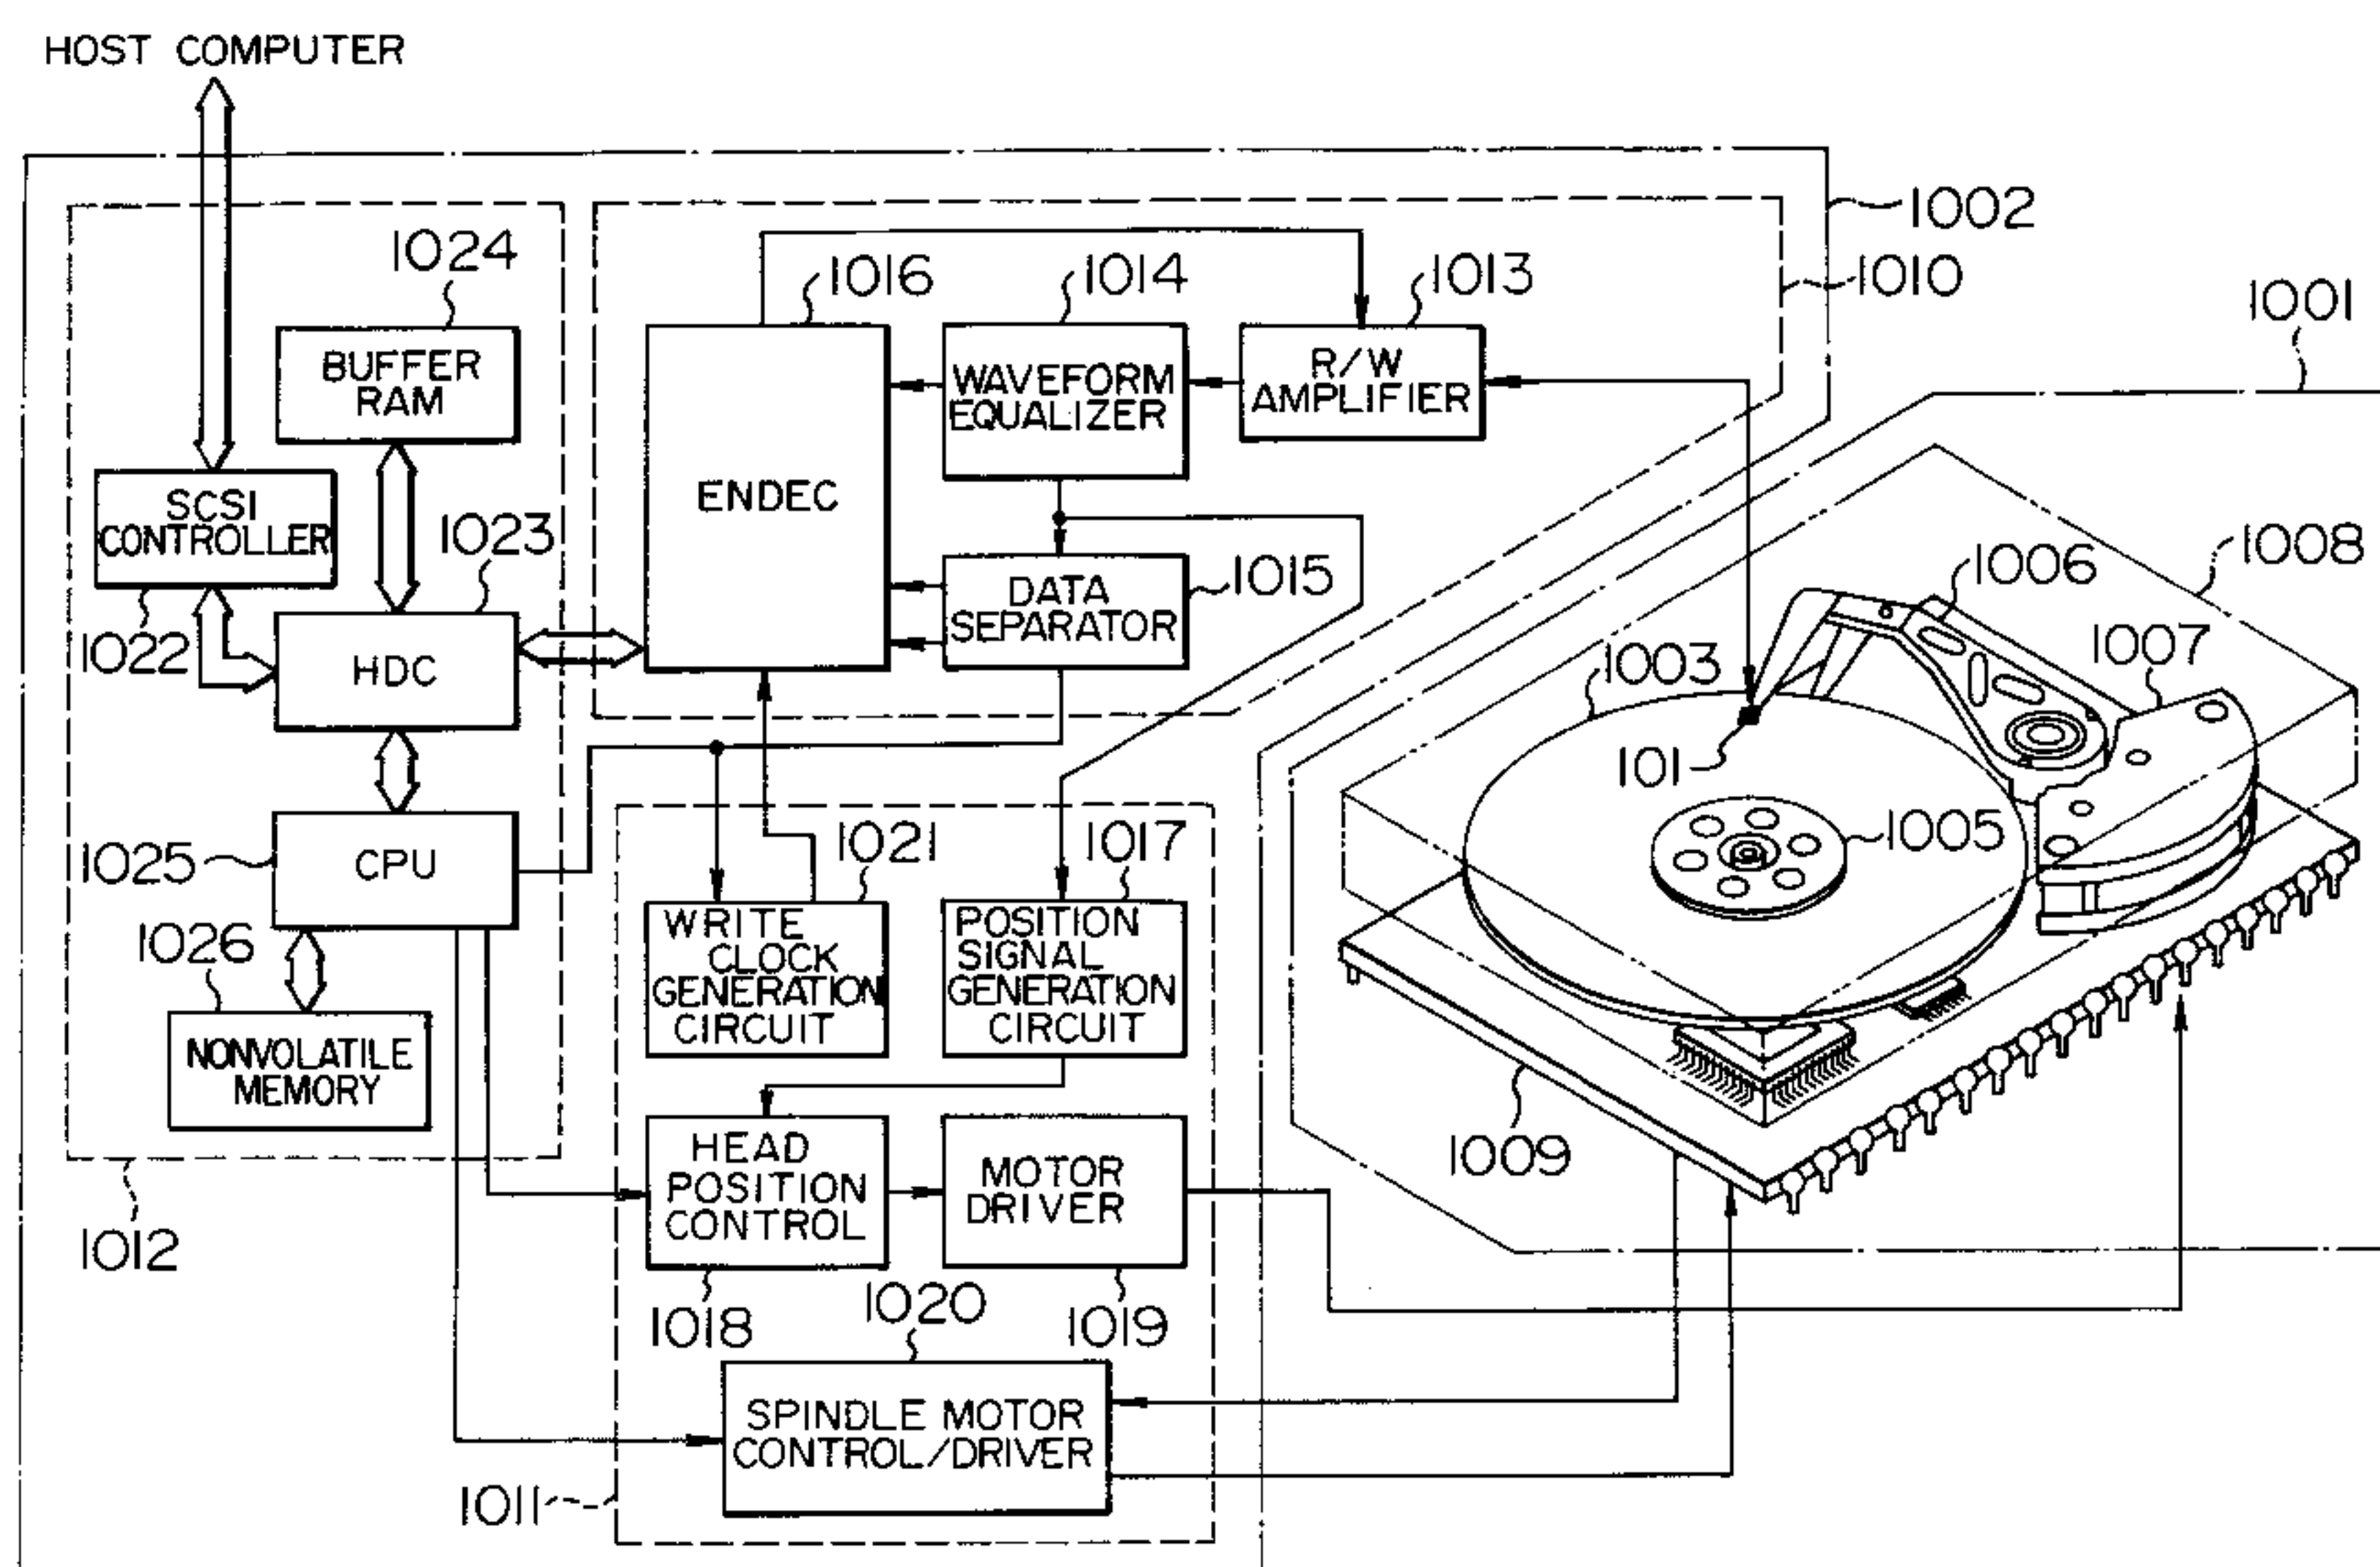 HOST COMPUTER
1002
1024
1016
1014
1013
1010
1001
BUFFER
RAM
WAVEFORM
EQUALIZER
R/W
AMPLIFIER
SCSI
CONTROLLER
ENDEC
1023
1015
1006
1008
DATA
SEPARATOR
1022
HDC
1003
1007
101
1025
CPU
1021
1017
1005
1026
WRITE
CLOCK
GENERATION
CIRCUIT
POSITION
SIGNAL
GENERATION
CIRCUIT
NONVOLATILE
MEMORY
HEAD
POSITION
CONTROL
MOTOR
DRIVER
1009
1012
1018
1020
1019
SPINDLE MOTOR
CONTROL/DRIVER
1011